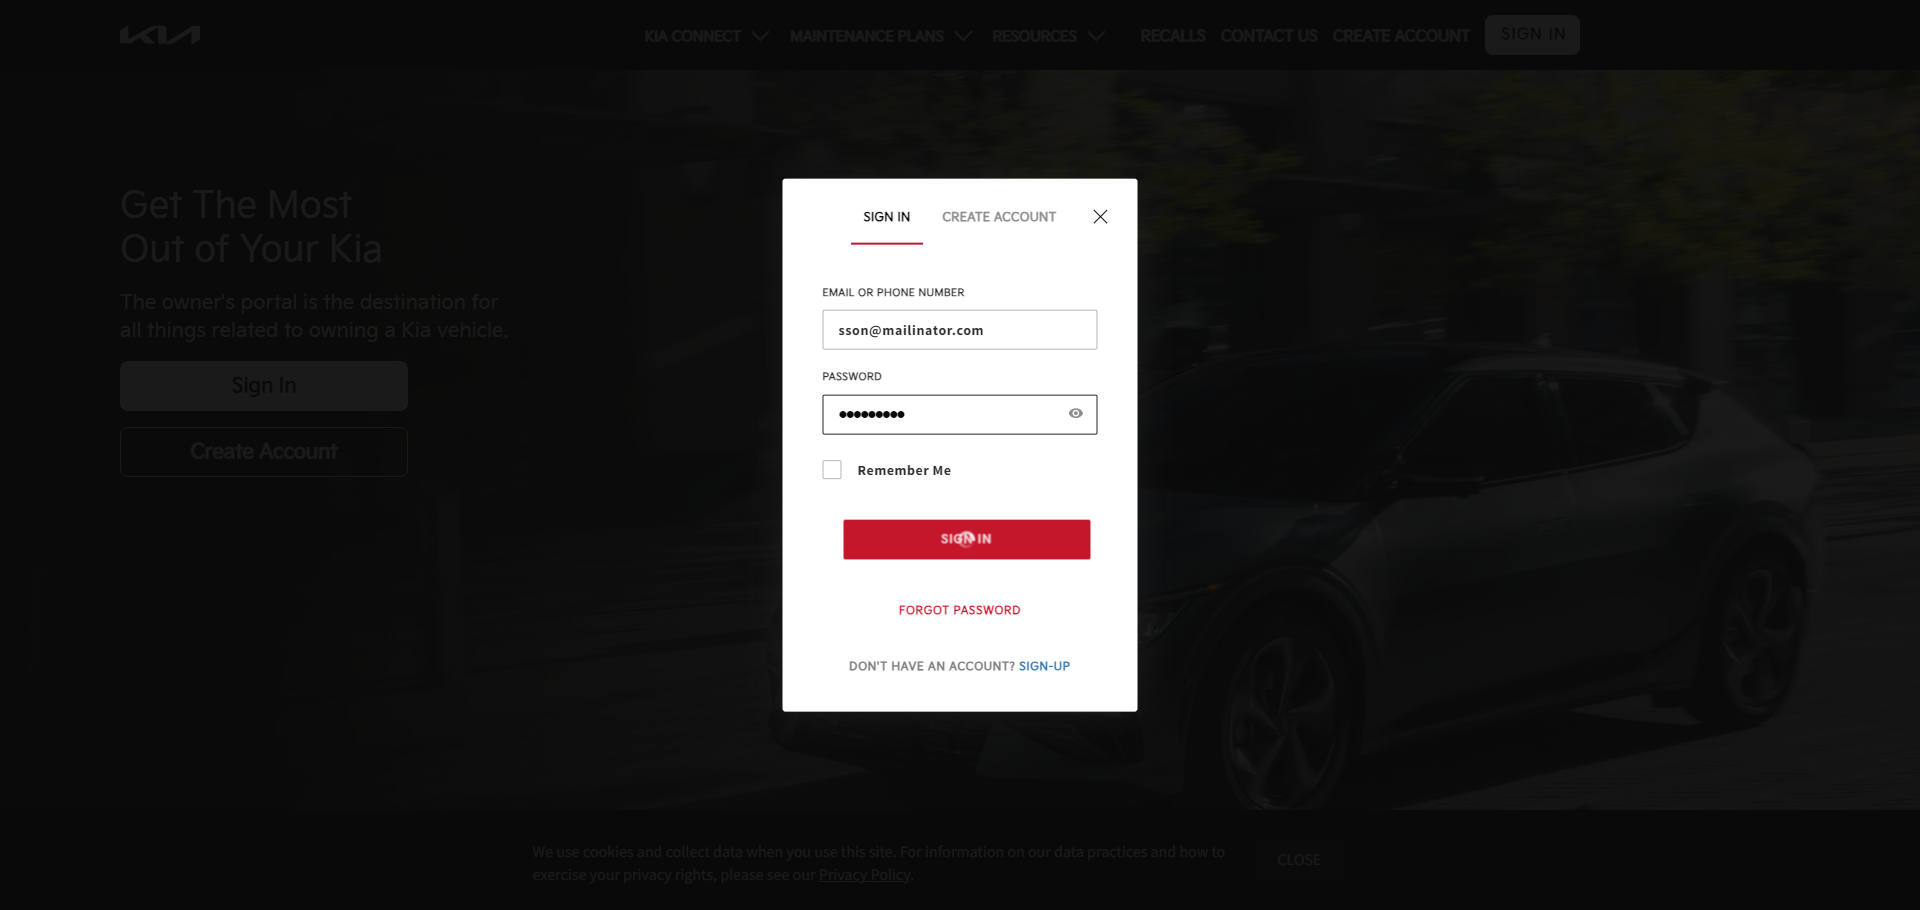 KIA
KIA CONNECT
MAINTENANCE PLANS
RESOURCES
RECALLS
CONTACT US
CREATE ACCOUNT
SIGN IN
Get The Most
Out of Your Kia
The owner's portal is the destination for
all things related to owning a Kia vehicle.
Sign In
Create Account
SIGN IN
CREATE ACCOUNT
EMAIL OR PHONE NUMBER
sson@mailinator.com
PASSWORD
Remember Me
SIGN IN
FORGOT PASSWORD
DON'T HAVE AN ACCOUNT? SIGN-UP
We use cookies and collect data when you use this site. For information on our data practices and how to
exercise your privacy rights, please see our Privacy Policy.
CLOSE